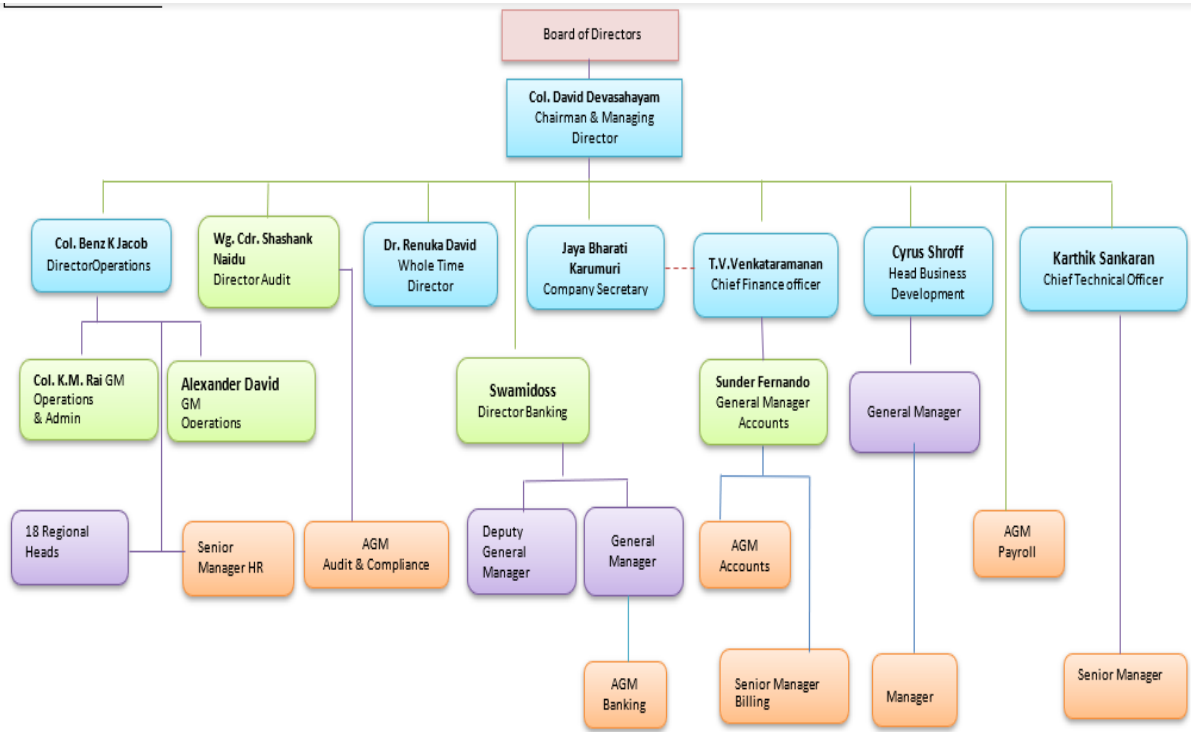 Board of Directors
Col. David Devasahayam
Chairman & Managing
Director
Col. Benz K Jacob
DirectorOperations
Wg. Cdr. Shashank
Naidu
Director Audit
Dr. Renuka David
Whole Time
Director
Jaya Bharati
Karumuri
Company Secretary
T.V.Venkataramanan
Chief Finance officer
Cyrus Shroff
Head Business
Development
Karthik Sankaran
Chief Technical Officer
Col. K.M. Rai GM
Operations
& Admin
Alexander David
GM
Operations
Swamidoss
Director Banking
Sunder Fernando
General Manager
Accounts
General Manager
18 Regional
Heads
Senior
Manager HR
AGM
Audit & Compliance
Deputy
General
Manager
General
Manager
AGM
Accounts
AGM
Payroll
AGM
Banking
Senior Manager
Billing
Manager
Senior Manager